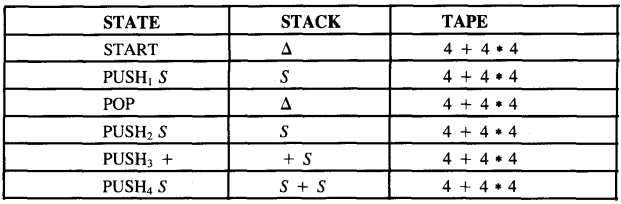 STATE STACK TAPE
START Δ 4 + 4 * 4
PUSH₁ S S 4 + 4 * 4
POP Δ 4 + 4 * 4
PUSH₂ S S 4 + 4 * 4
PUSH₃ + + S 4 + 4 * 4
PUSH₄ S S + S 4 + 4 * 4